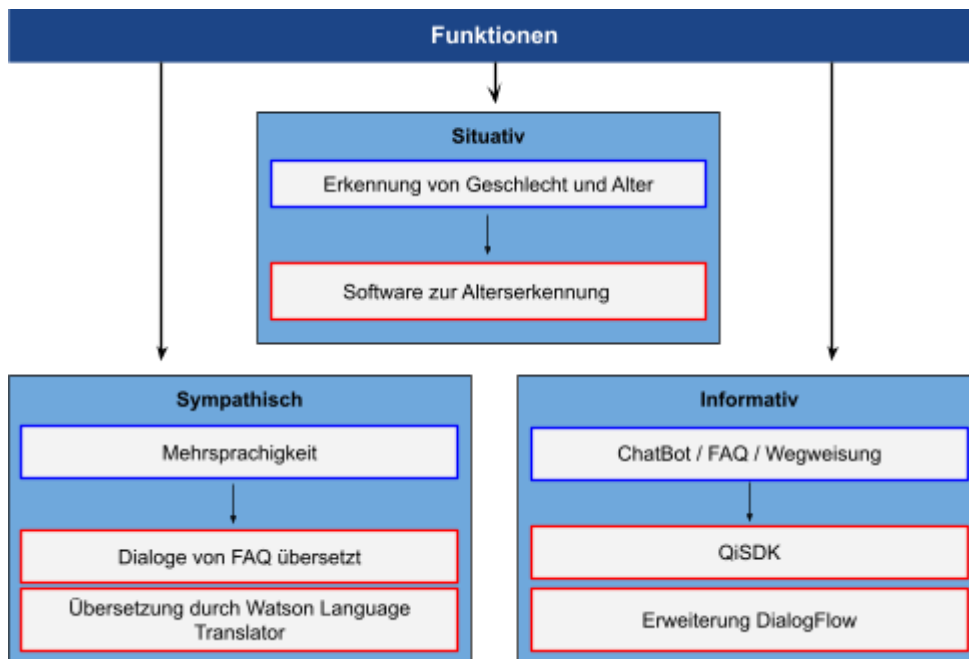 Funktionen
Situativ
Erkennung von Geschlecht und Alter
Software zur Alterserkennung
Sympathisch
Mehrsprachigkeit
Dialoge von FAQ übersetzt
Übersetzung durch Watson Language
Translator
Informativ
ChatBot / FAQ / Wegweisung
QiSDK
Erweiterung DialogFlow